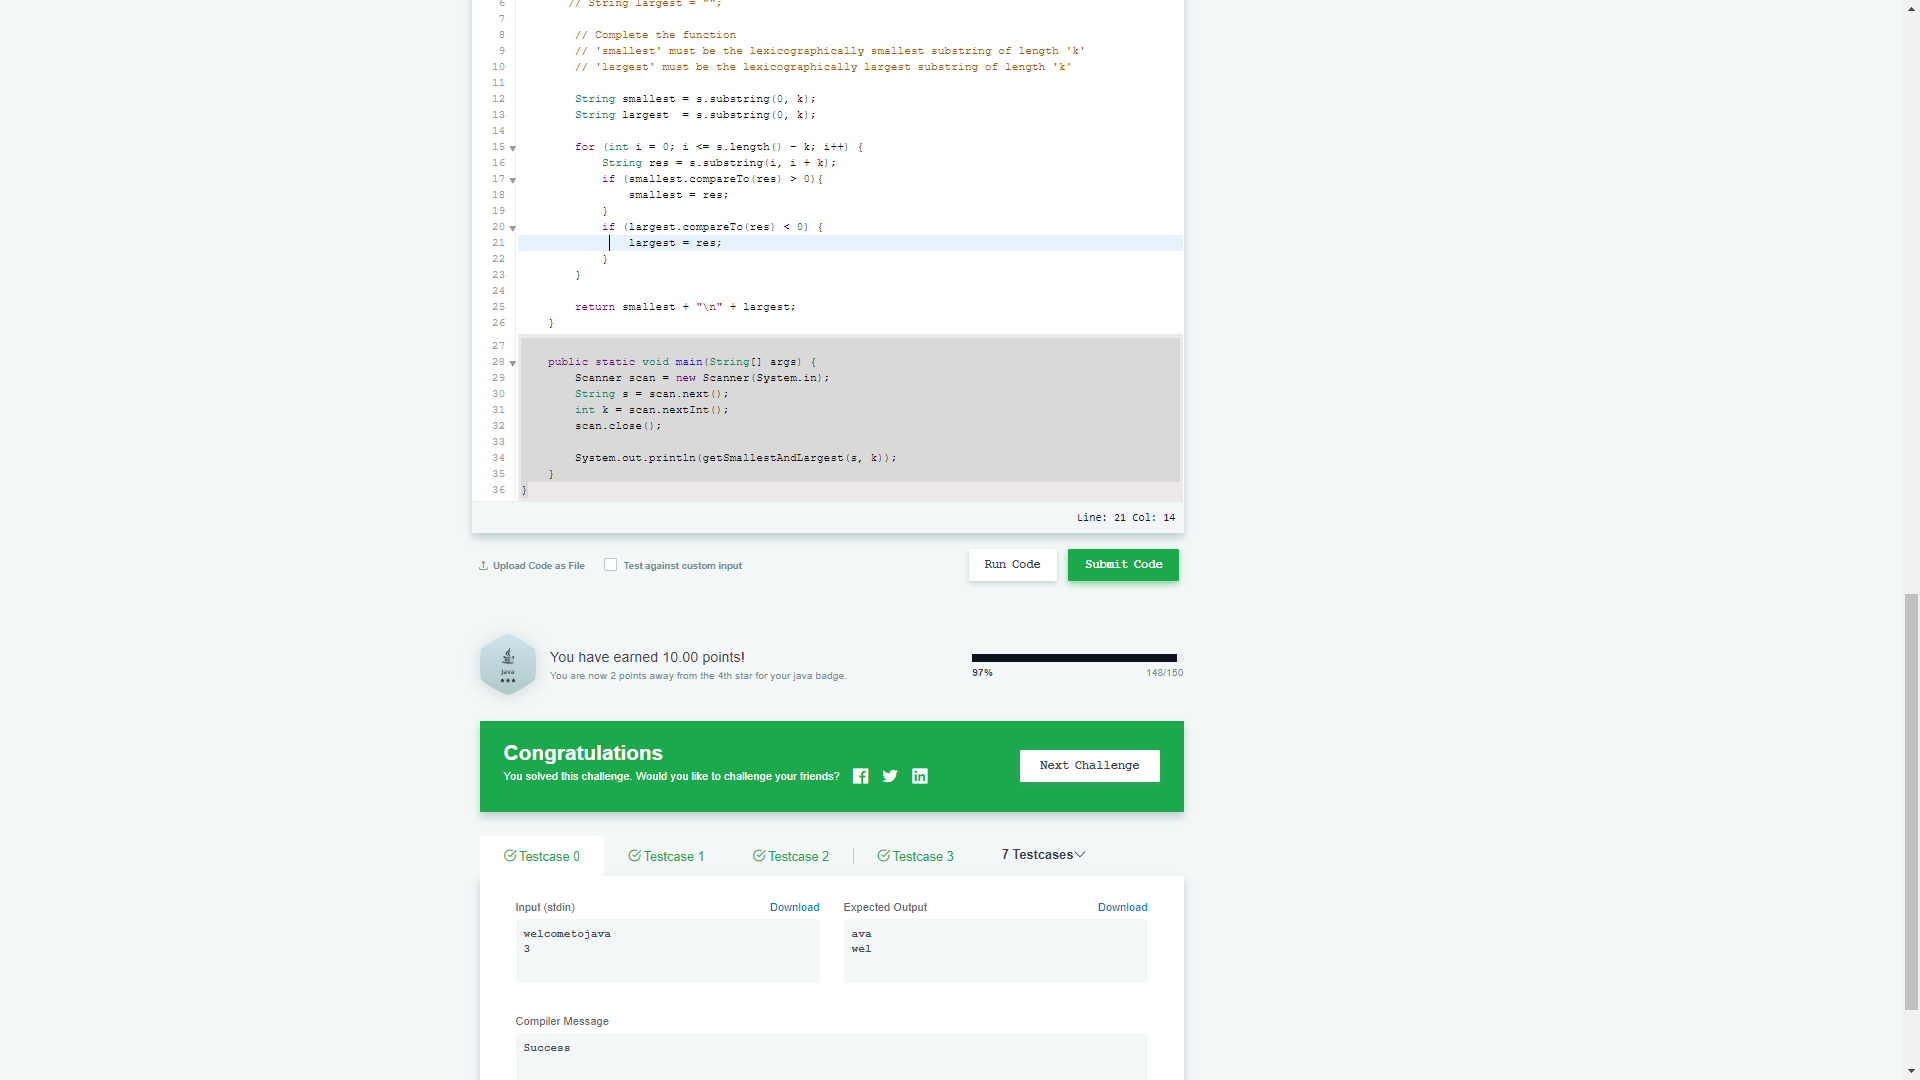 6 // String largest = "";
7
8 // Complete the function
9 // 'smallest' must be the lexicographically smallest substring of length 'k'
10 // 'largest' must be the lexicographically largest substring of length 'k'
11
12 String smallest = s.substring(0, k);
13 String largest  = s.substring(0, k);
14
15 for (int i = 0; i <= s.length() - k; i++) {
16 String res = s.substring(i, i + k);
17 if (smallest.compareTo(res) > 0){
18 smallest = res;
19 }
20 if (largest.compareTo(res) < 0) {
21 largest = res;
22 }
23 }
24
25 return smallest + "\n" + largest;
26 }
27
28 public static void main(String[] args) {
29 Scanner scan = new Scanner(System.in);
30 String s = scan.next();
31 int k = scan.nextInt();
32 scan.close();
33
34 System.out.println(getSmallestAndLargest(s, k));
35 }
36 }
Line: 21 Col: 14
Upload Code as File Test against custom input Run Code Submit Code
You have earned 10.00 points!
You are now 2 points away from the 4th star for your java badge.
97% 148/150
Java
Congratulations
You solved this challenge. Would you like to challenge your friends?
Next Challenge
Testcase 0 Testcase 1 Testcase 2 Testcase 3 7 Testcases
Input (stdin) Download Expected Output Download
welcometojava
3
ava
wel
Compiler Message
Success